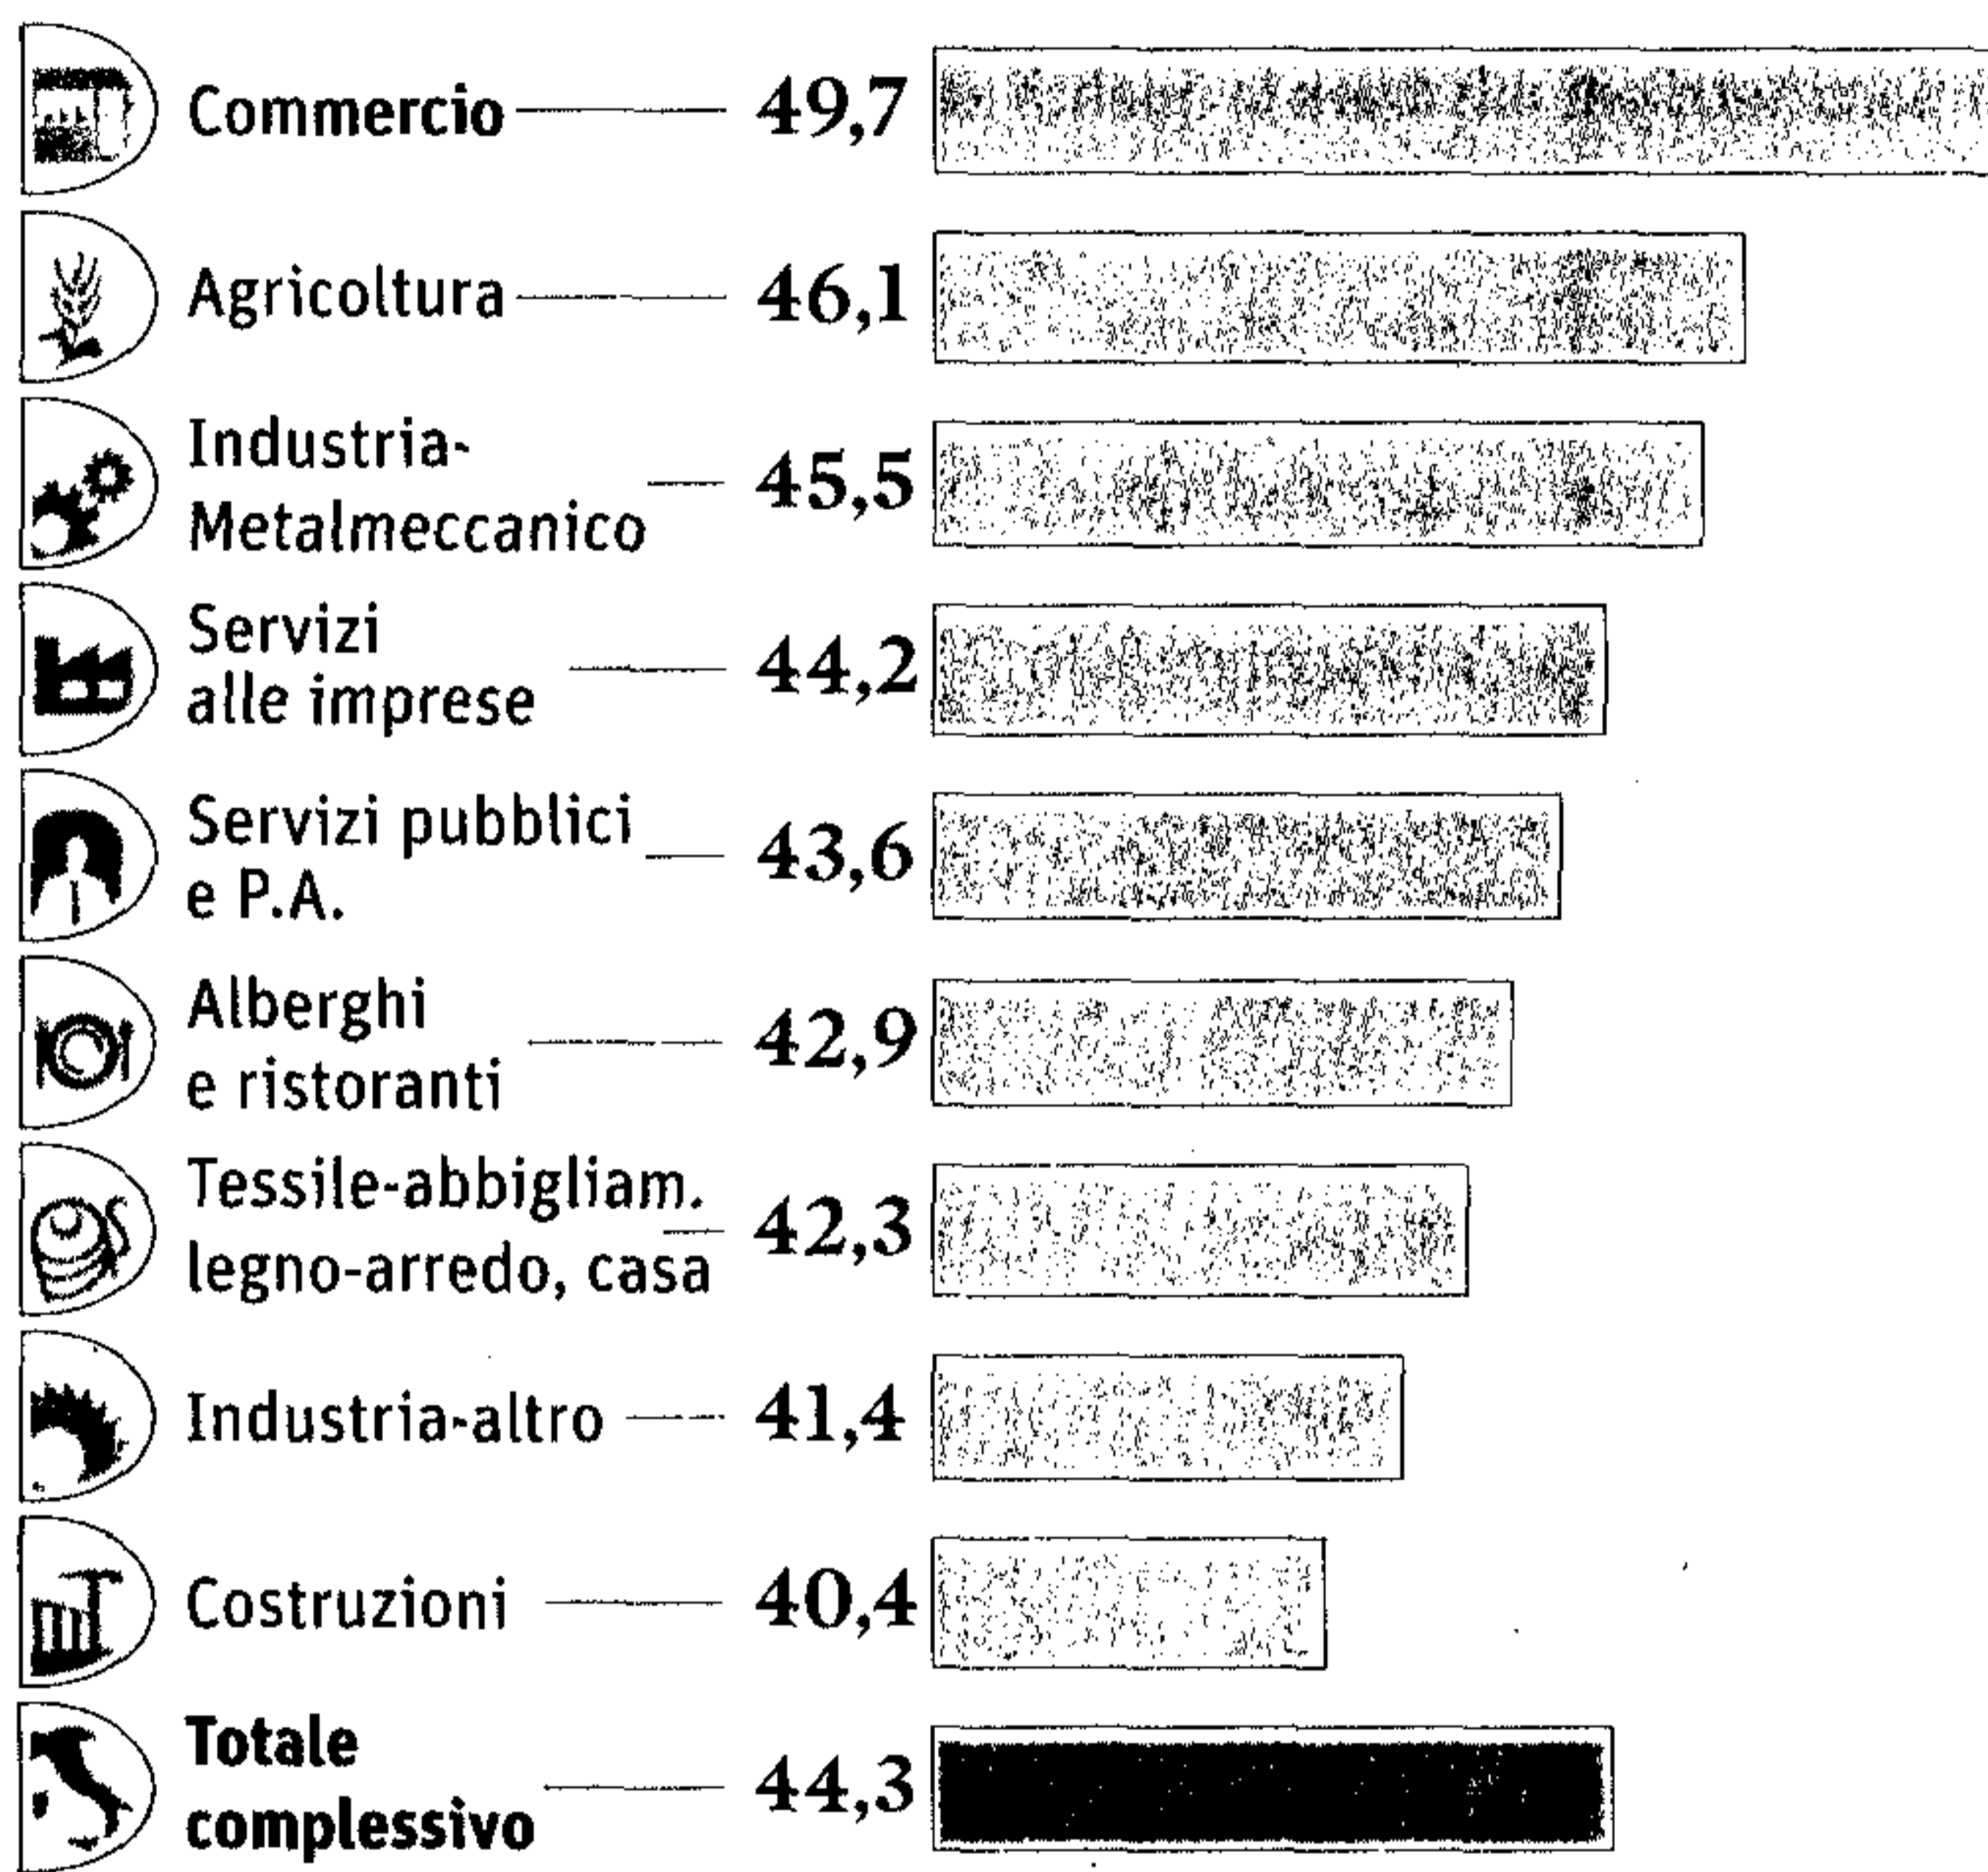 Commercio 49,7
Agricoltura 46,1
Industria-
Metalmeccanico 45,5
Servizi
alle imprese 44,2
Servizi pubblici
e P.A. 43,6
Alberghi
e ristoranti 42,9
Tessile-abbigliam.
legno-arredo, casa 42,3
Industria-altro 41,4
Costruzioni 40,4
Totale
complessivo 44,3